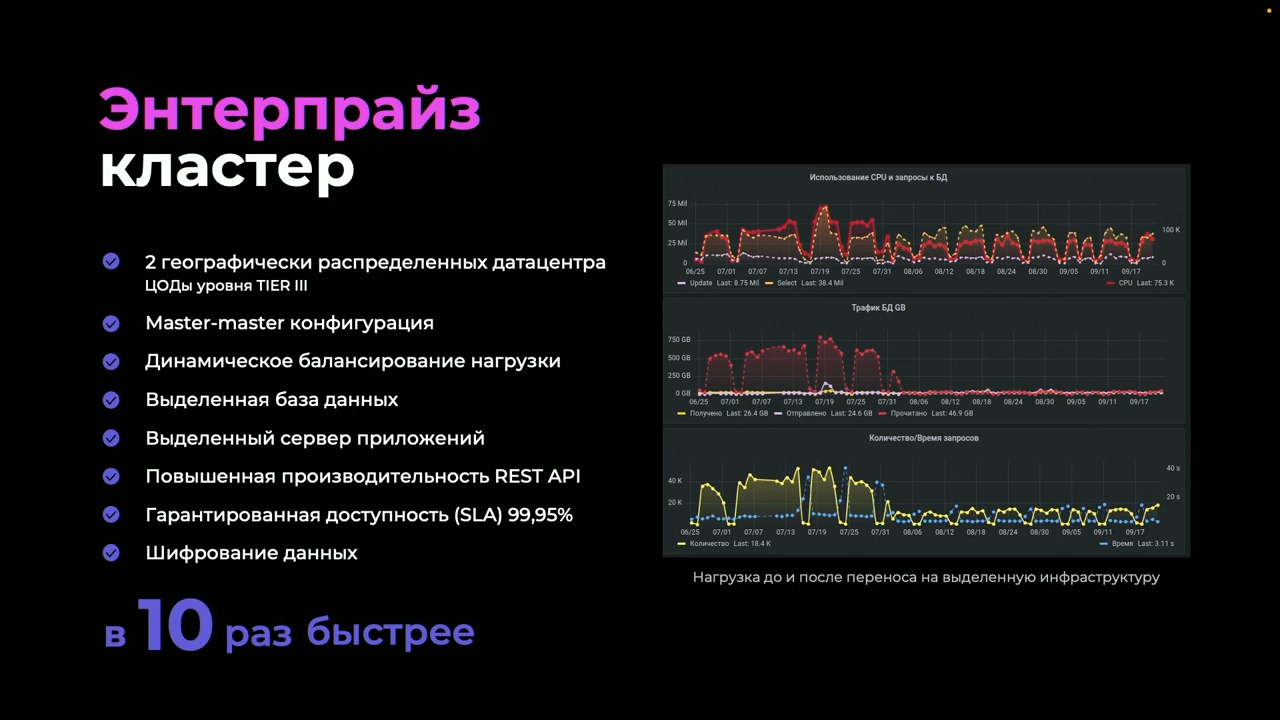 Энтерпрайз
кластер
2 географически распределенных датацентра
ЦОДы уровня TIER III
Master-master конфигурация
Динамическое балансирование нагрузки
Выделенная база данных
Выделенный сервер приложений
Повышенная производительность REST API
Гарантированная доступность (SLA) 99,95%
Шифрование данных
в 10 раз быстрее
Использование CPU и запросы к БД
75 Mil
50 Mil
25 Mil
0
100 K
0
06/25 07/01 07/07 07/13 07/19 07/25 07/31 08/06 08/12 08/18 08/24 08/30 09/05 09/11 09/17
Update Last: 8.75 Mil Select Last: 38.4 Mil CPU Last: 75.3 K
Трафик БД GB
750 GB
500 GB
250 GB
0 GB
06/25 07/01 07/07 07/13 07/19 07/25 07/31 08/06 08/12 08/18 08/24 08/30 09/05 09/11 09/17
Получено Last: 26.4 GB Отправлено Last: 24.6 GB Прочитано Last: 46.9 GB
Количество/Время запросов
40 K
20 K
40 s
20 s
06/25 07/01 07/07 07/13 07/19 07/25 07/31 08/06 08/12 08/18 08/24 08/30 09/05 09/11 09/17
Количество Last: 18.4 K Время Last: 3.11 s
Нагрузка до и после переноса на выделенную инфраструктуру